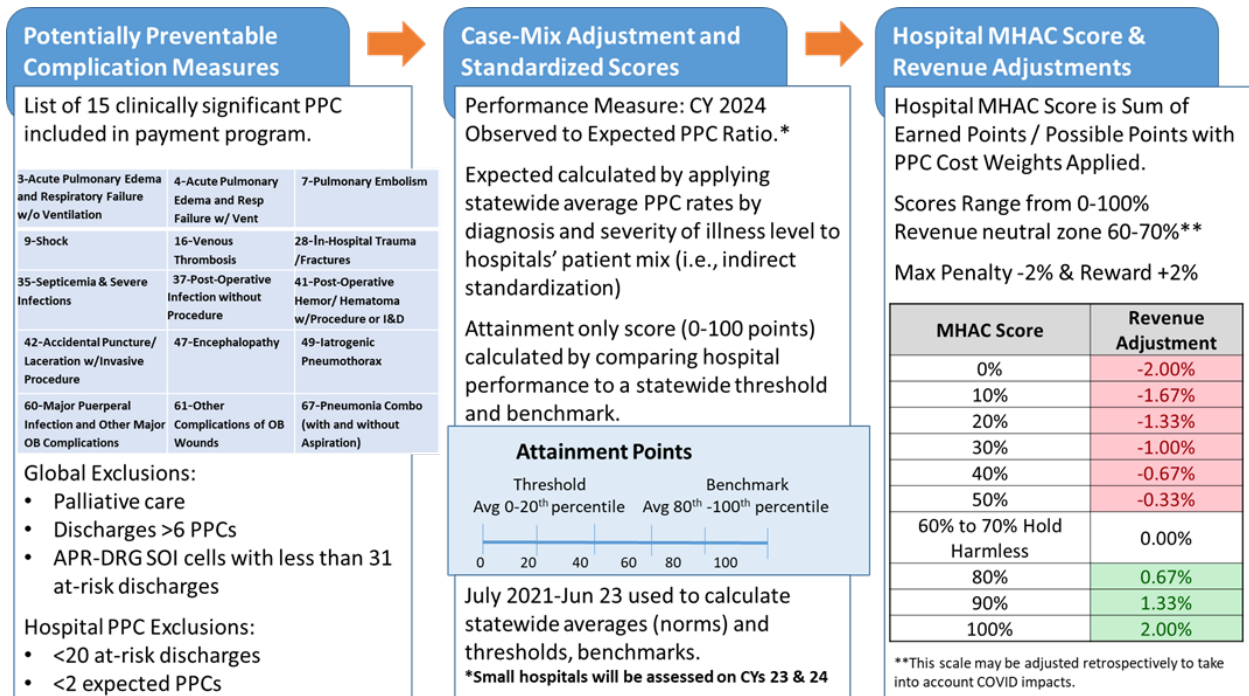 Potentially Preventable
Complication Measures
List of 15 clinically significant PPC
included in payment program.
3-Acute Pulmonary Edema
and Respiratory Failure
w/o Ventilation
4-Acute Pulmonary
Edema and Resp
Failure w/ Vent
7-Pulmonary Embolism
9-Shock
16-Venous
Thrombosis
28-In-Hospital Trauma
/Fractures
35-Septicemia & Severe
Infections
37-Post-Operative
Infection without
Procedure
41-Post-Operative
Hemor/ Hematoma
w/Procedure or I&D
42-Accidental Puncture/
Laceration w/Invasive
Procedure
47-Encephalopathy
49-Iatrogenic
Pneumothorax
60-Major Puerperal
Infection and Other Major
OB Complications
61-Other
Complications of OB
Wounds
67-Pneumonia Combo
(with and without
Aspiration)
Global Exclusions:
• Palliative care
• Discharges >6 PPCs
• APR-DRG SOI cells with less than 31
at-risk discharges
Hospital PPC Exclusions:
• <20 at-risk discharges
• <2 expected PPCs
Case-Mix Adjustment and
Standardized Scores
Performance Measure: CY 2024
Observed to Expected PPC Ratio.*
Expected calculated by applying
statewide average PPC rates by
diagnosis and severity of illness level to
hospitals' patient mix (i.e., indirect
standardization)
Attainment only score (0-100 points)
calculated by comparing hospital
performance to a statewide threshold
and benchmark.
Attainment Points
Threshold
Avg 0-20th percentile
Benchmark
Avg 80th -100th percentile
0 20 40 60 80 100
July 2021-Jun 23 used to calculate
statewide averages (norms) and
thresholds, benchmarks.
*Small hospitals will be assessed on CYs 23 & 24
Hospital MHAC Score &
Revenue Adjustments
Hospital MHAC Score is Sum of
Earned Points / Possible Points with
PPC Cost Weights Applied.
Scores Range from 0-100%
Revenue neutral zone 60-70%**
Max Penalty -2% & Reward +2%
MHAC Score
Revenue
Adjustment
0% -2.00%
10% -1.67%
20% -1.33%
30% -1.00%
40% -0.67%
50% -0.33%
60% to 70% Hold
Harmless
0.00%
80% 0.67%
90% 1.33%
100% 2.00%
**This scale may be adjusted retrospectively to take
into account COVID impacts.